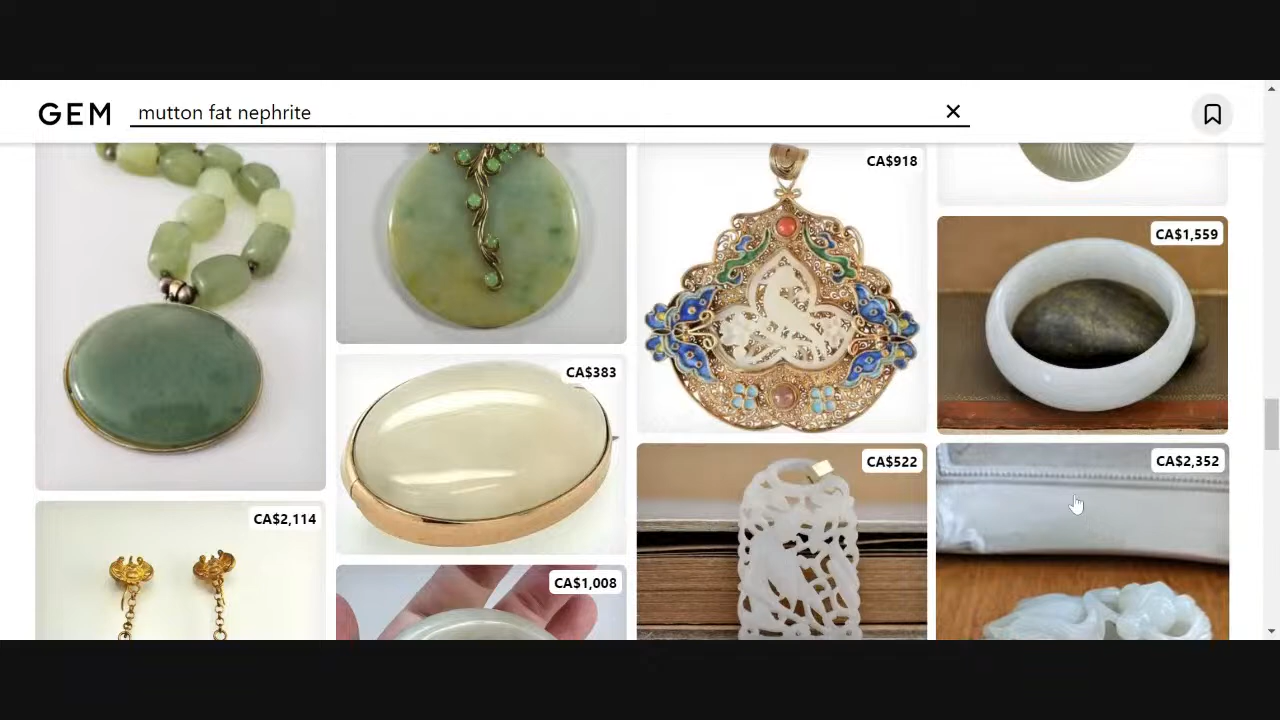 GEM
mutton fat nephrite
CA$918
CA$1,559
CA$383
CA$522
CA$2,352
CA$2,114
CA$1,008